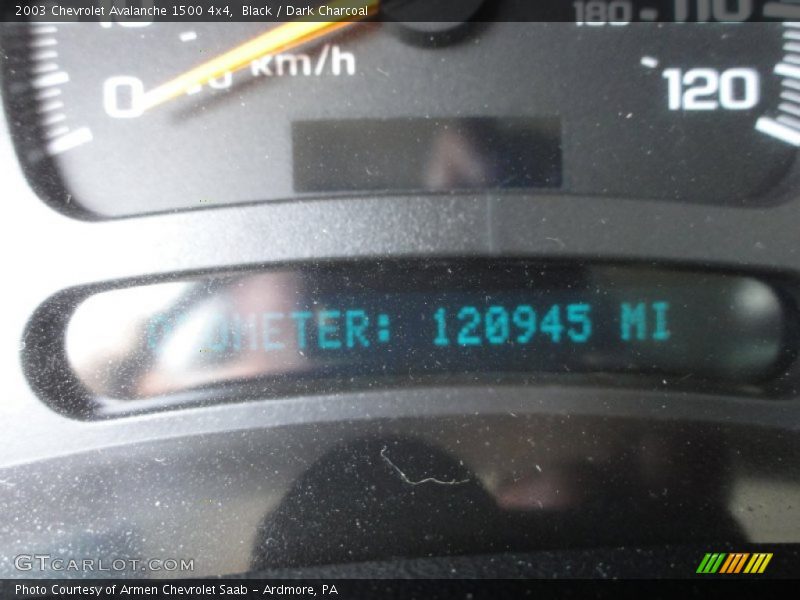 2003 Chevrolet Avalanche 1500 4x4, Black / Dark Charcoal
180 110
0 km/h
120
ODOMETER: 120945 MI
GTCARLOT.COM
Photo Courtesy of Armen Chevrolet Saab - Ardmore, PA